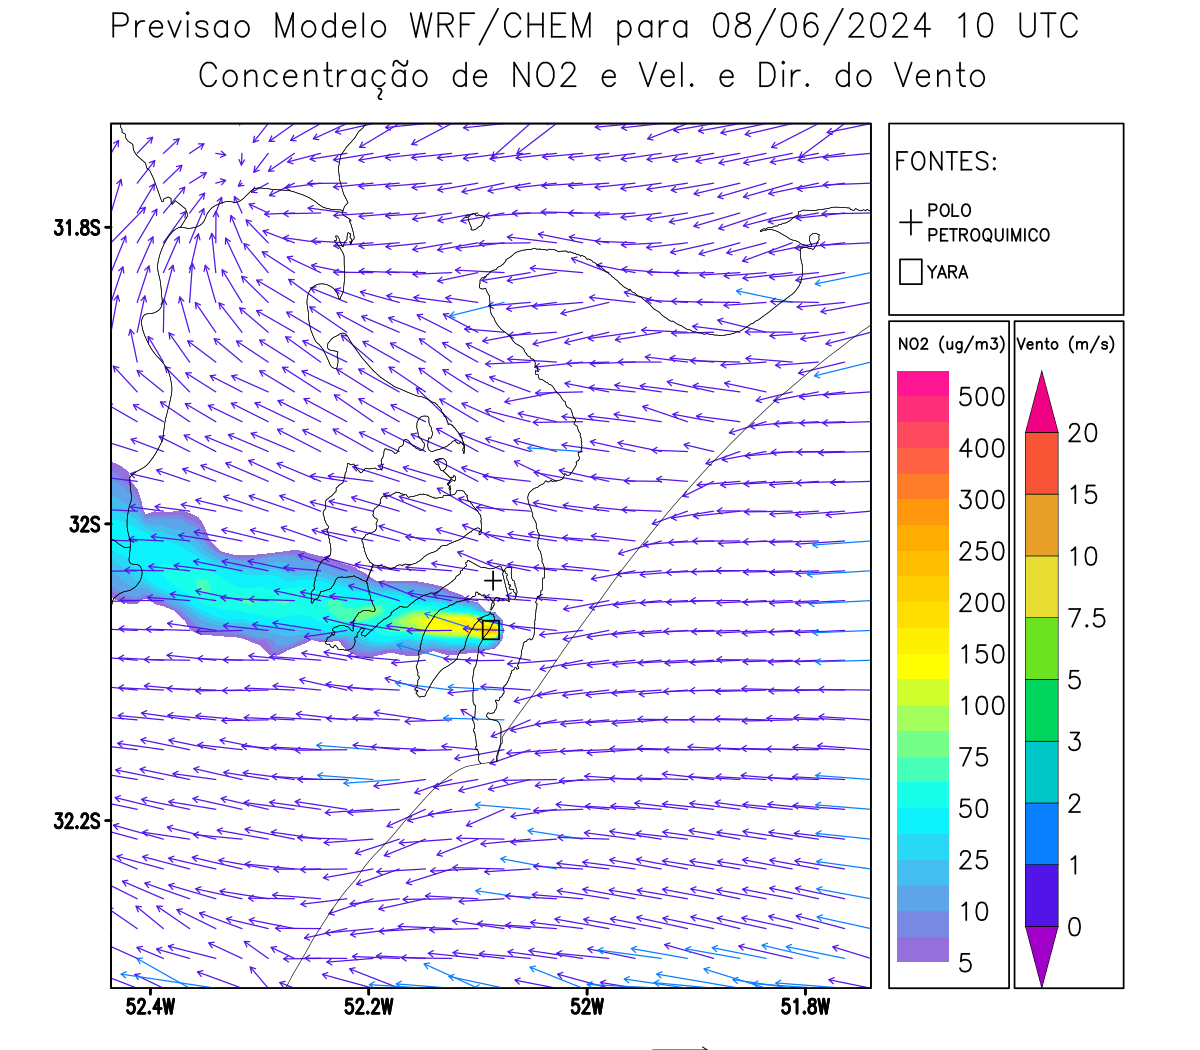 Previsao Modelo WRF/CHEM para 08/06/2024 10 UTC
Concentração de NO2 e Vel. e Dir. do Vento
FONTES:
POLO
PETROQUIMICO
YARA
31.8S
32S
32.2S
52.4W
52.2W
52W
51.8W
NO2 (ug/m3)
500
400
300
250
200
150
100
75
50
25
10
5
Vento (m/s)
20
15
10
7.5
5
3
2
1
0